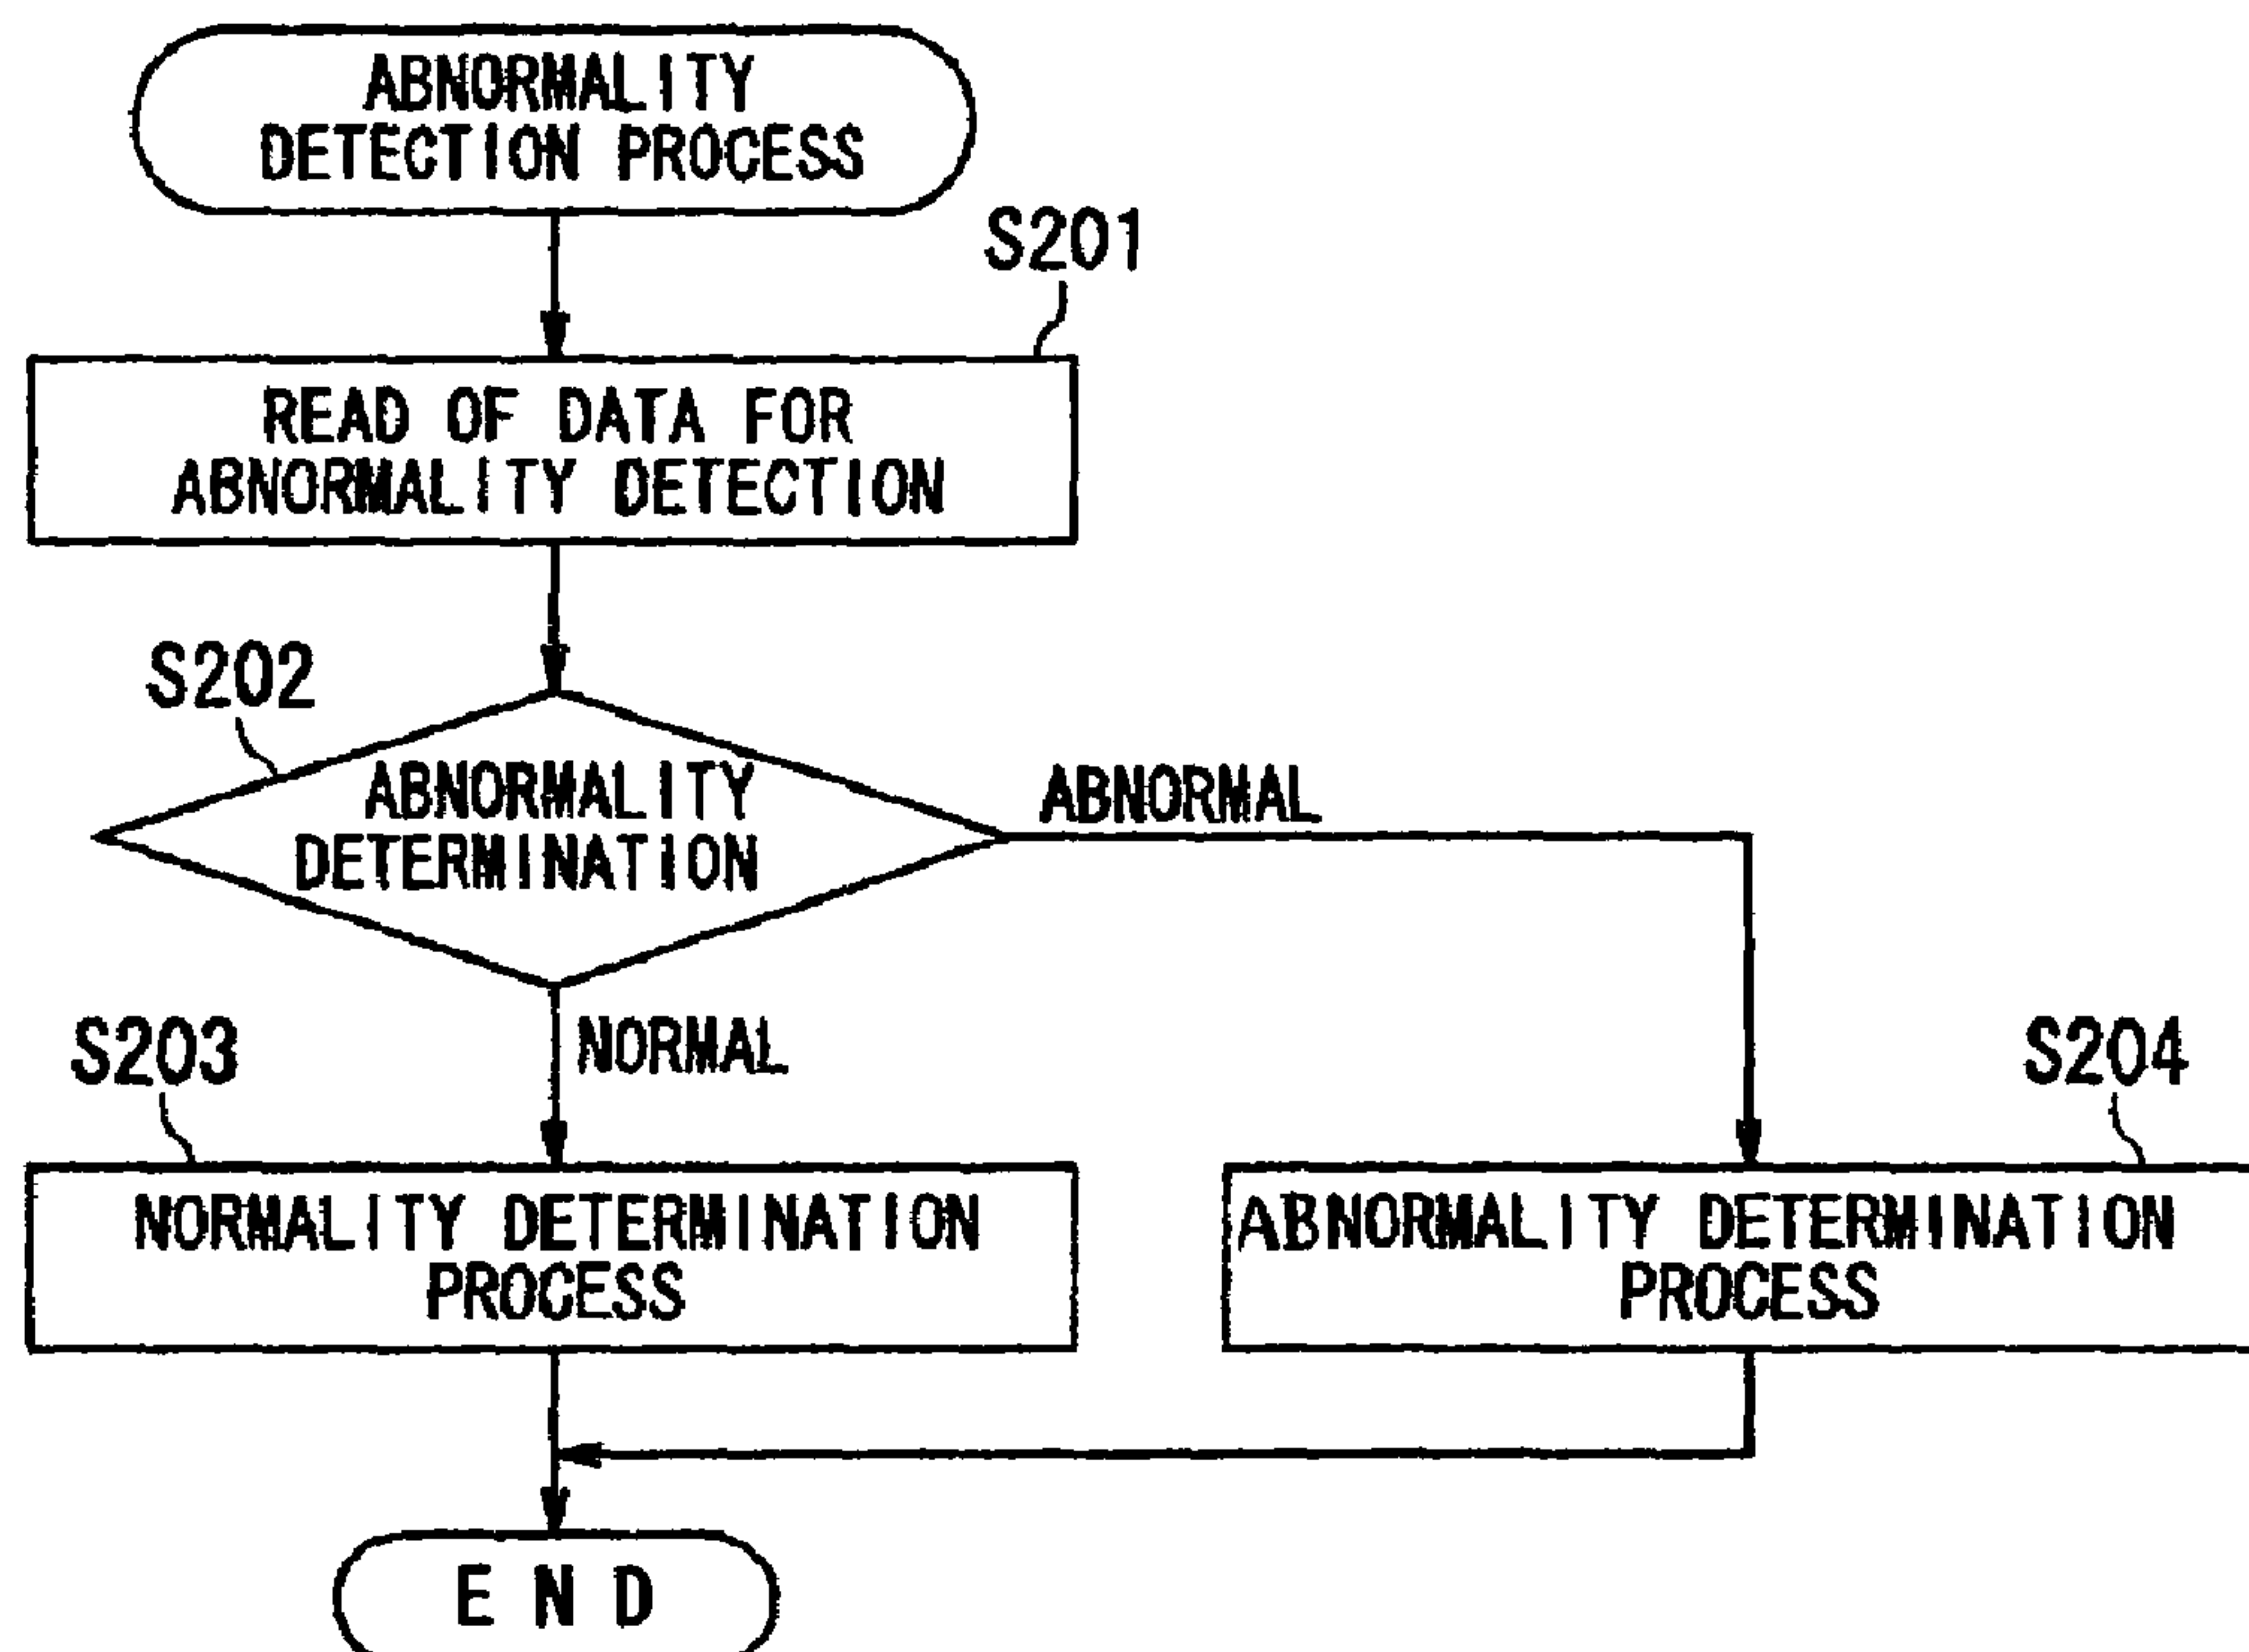 ABNORMALITY
DETECTION PROCESS
S201
READ OF DATA FOR
ABNORMALITY DETECTION
S202
ABNORMALITY
DETERMINATION
ABNORMAL
NORMAL
S203
S204
NORMALITY DETERMINATION
PROCESS
ABNORMALITY DETERMINATION
PROCESS
END